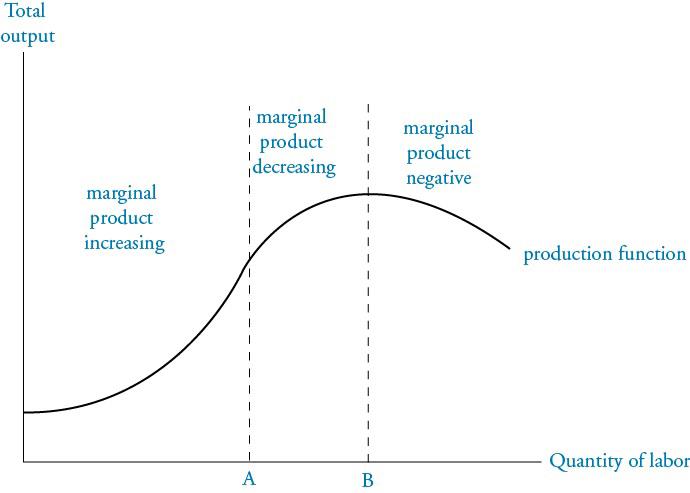 Total
output
marginal
product
increasing
marginal
product
decreasing
marginal
product
negative
production function
Quantity of labor
A
B